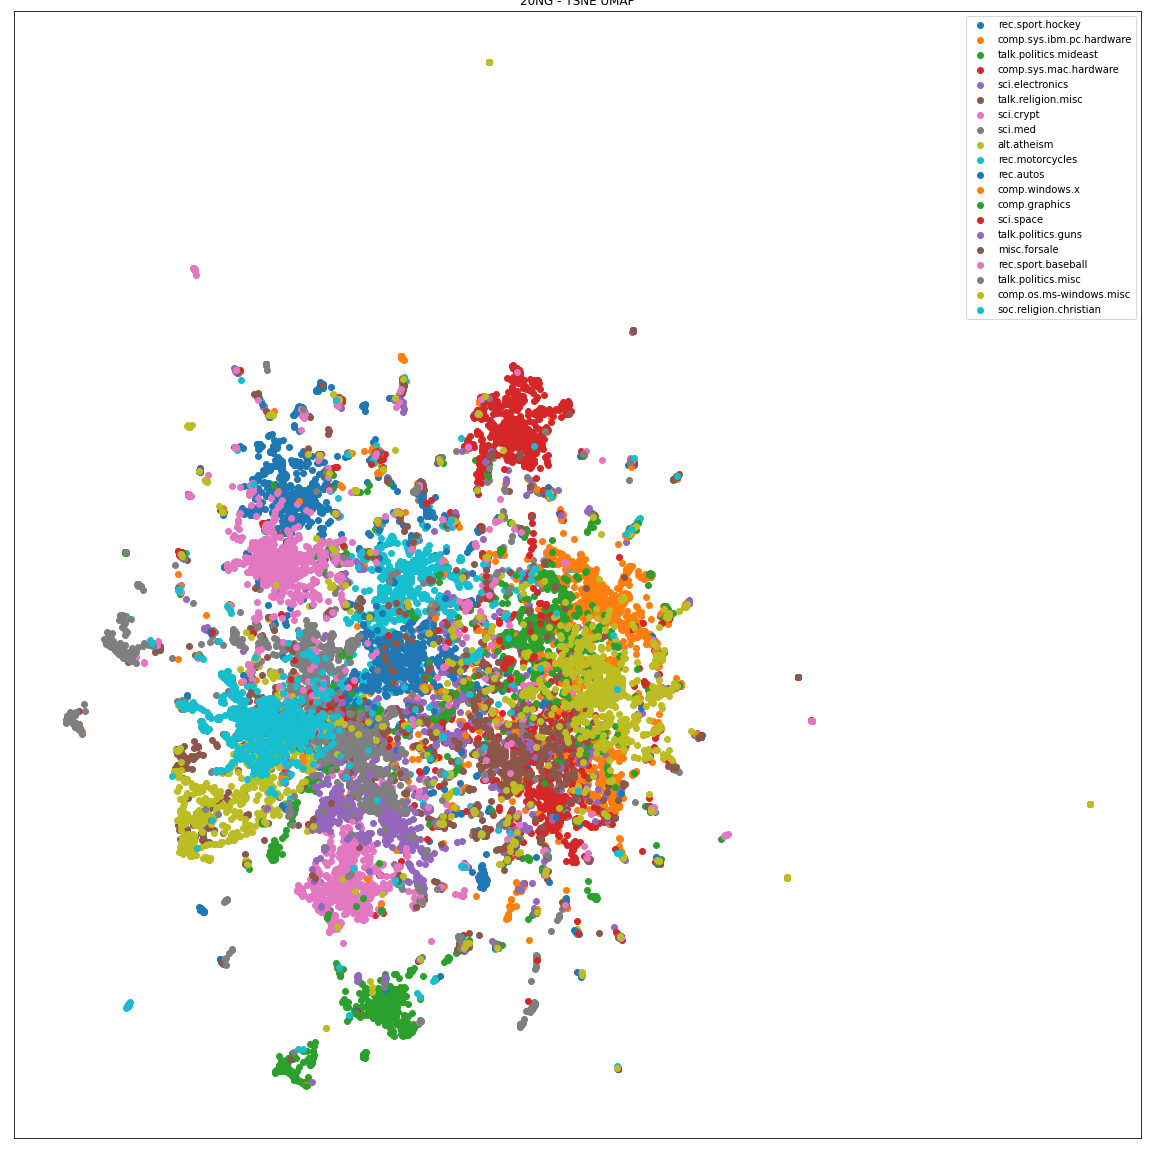 20NG - TSNE UMAP
rec.sport.hockey
comp.sys.ibm.pc.hardware
talk.politics.mideast
comp.sys.mac.hardware
sci.electronics
talk.religion.misc
sci.crypt
sci.med
alt.atheism
rec.motorcycles
rec.autos
comp.windows.x
comp.graphics
sci.space
talk.politics.guns
misc.forsale
rec.sport.baseball
talk.politics.misc
comp.os.ms-windows.misc
soc.religion.christian